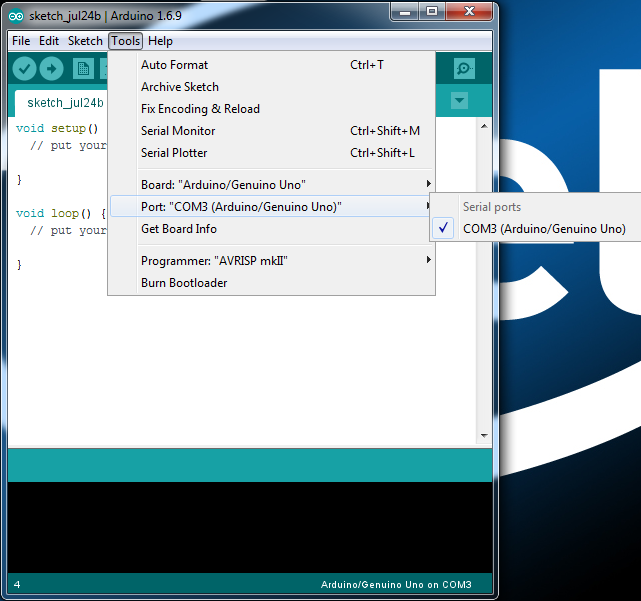 sketch_jul24b | Arduino 1.6.9
File Edit Sketch Tools Help
Auto Format Ctrl+T
Archive Sketch
Fix Encoding & Reload
Serial Monitor Ctrl+Shift+M
Serial Plotter Ctrl+Shift+L
Board: "Arduino/Genuino Uno"
Port: "COM3 (Arduino/Genuino Uno)"
Get Board Info
Programmer: "AVRISP mkII"
Burn Bootloader
Serial ports
COM3 (Arduino/Genuino Uno)
sketch_jul24b
void setup()
// put your
}
void loop() {
// put your
}
4 Arduino/Genuino Uno on COM3